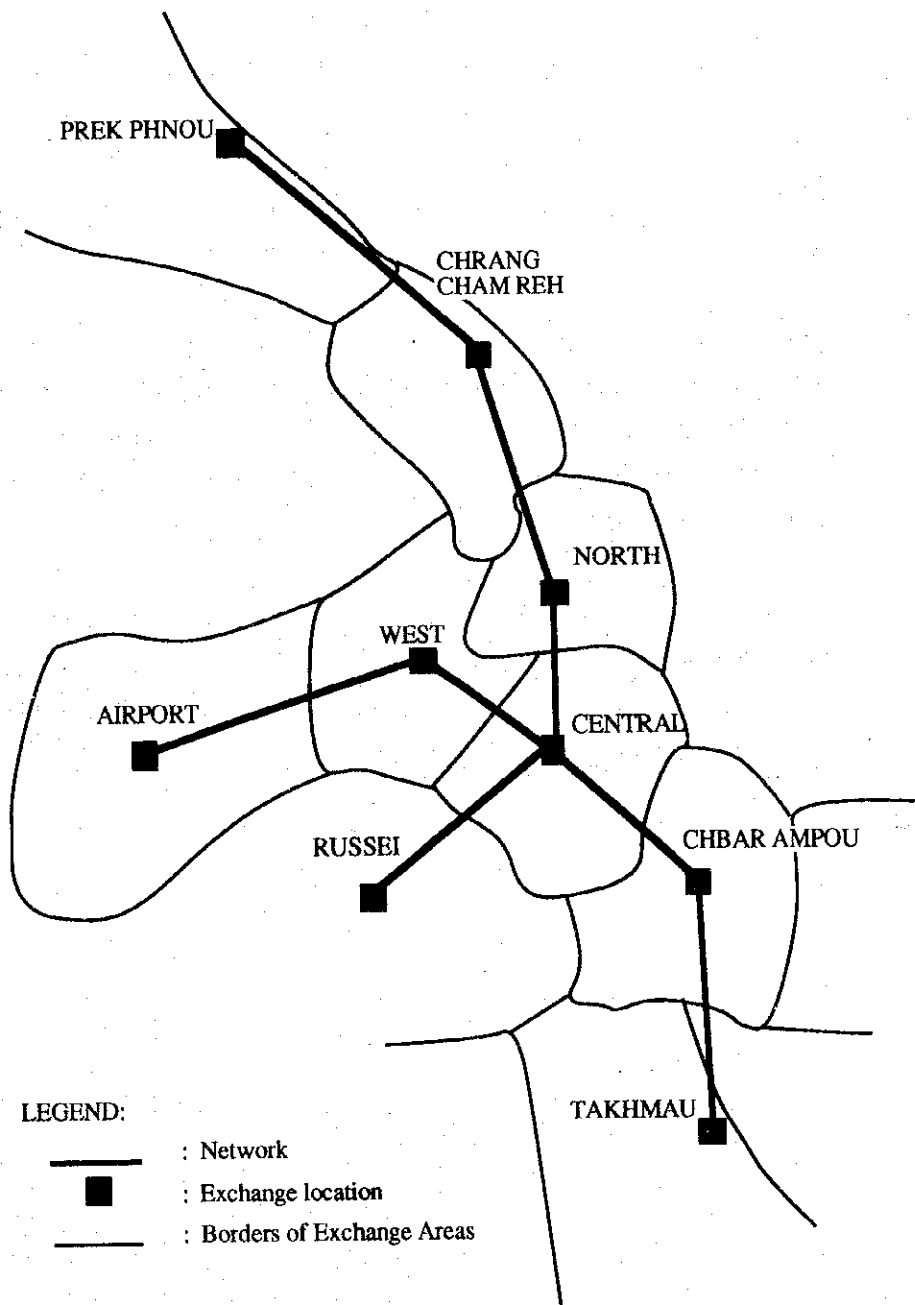 PREK PHNOU
CHRANG
CHAM REH
NORTH
WEST
AIRPORT
CENTRAL
RUSSEI
CHBAR AMPOU
TAKHMAU
LEGEND:
: Network
: Exchange location
: Borders of Exchange Areas